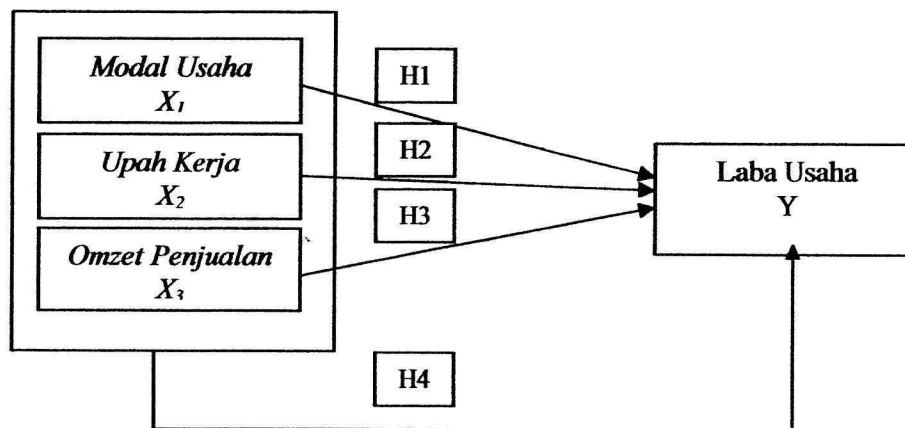 Modal Usaha
X₁
Upah Kerja
X₂
Omzet Penjualan
X₃
H1
H2
H3
H4
Laba Usaha
Y